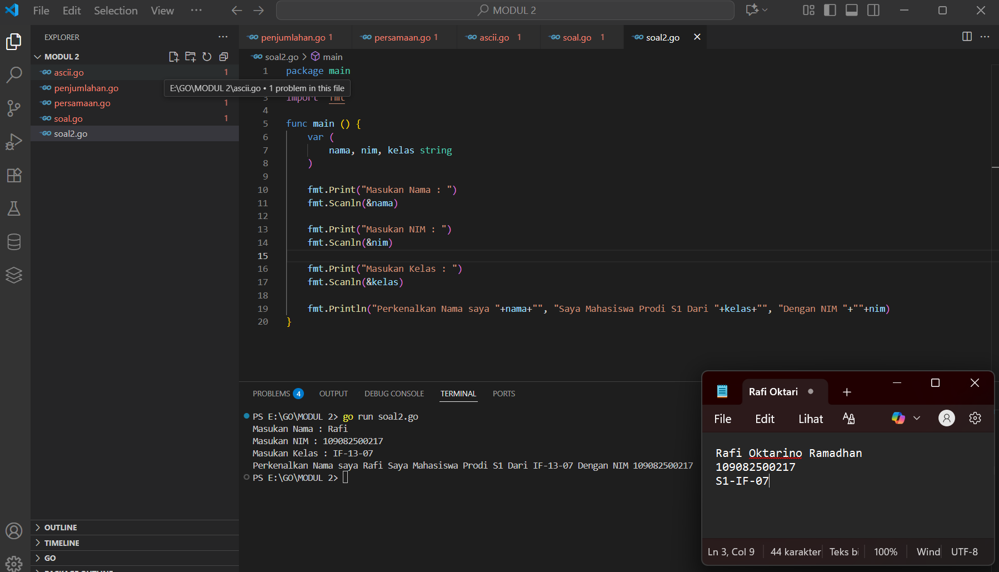 File Edit Selection View ··· MODUL 2
EXPLORER ···
MODUL 2
ascii.go 1
penjumlahan.go
persamaan.go 1
soal.go 1
soal2.go
E:\GO\MODUL 2\ascii.go • 1 problem in this file
OUTLINE
TIMELINE
GO
PACKAGE OUTLINE
penjumlahan.go 1 persamaan.go 1 ascii.go 1 soal.go 1 soal2.go
soal2.go > main
1 package main
3 import "fmt"
4
5 func main () {
6 var (
7 nama, nim, kelas string
8 )
9
10 fmt.Print("Masukan Nama : ")
11 fmt.Scanln(&nama)
12
13 fmt.Print("Masukan NIM : ")
14 fmt.Scanln(&nim)
15
16 fmt.Print("Masukan Kelas : ")
17 fmt.Scanln(&kelas)
18
19 fmt.Println("Perkenalkan Nama saya "+nama+"", "Saya Mahasiswa Prodi S1 Dari "+kelas+"", "Dengan NIM "+""+nim)
20 }
PROBLEMS 4 OUTPUT DEBUG CONSOLE TERMINAL PORTS
PS E:\GO\MODUL 2> go run soal2.go
Masukan Nama : Rafi
Masukan NIM : 109082500217
Masukan Kelas : IF-13-07
Perkenalkan Nama saya Rafi Saya Mahasiswa Prodi S1 Dari IF-13-07 Dengan NIM 109082500217
PS E:\GO\MODUL 2>
Rafi Oktari
File Edit Lihat
Rafi Oktarino Ramadhan
109082500217
S1-IF-07
Ln 3, Col 9 44 karakter Teks bi 100% Wind UTF-8